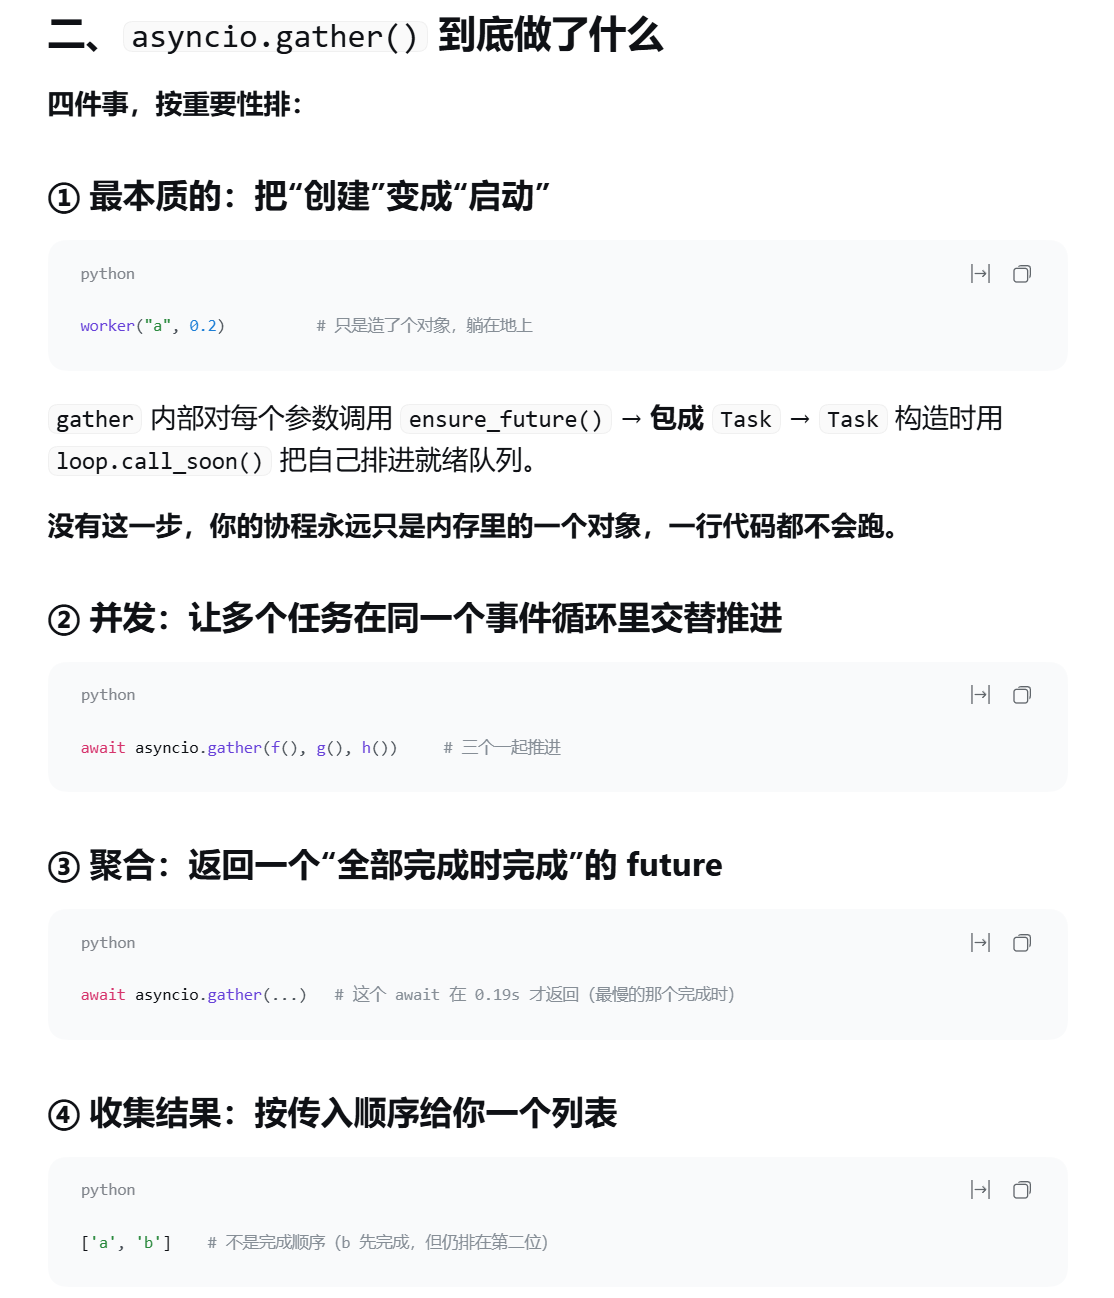 二、 asyncio.gather() 到底做了什么
四件事，按重要性排：
① 最本质的：把“创建”变成“启动”
python
worker("a", 0.2)          # 只是造了个对象，躺在地上
gather 内部对每个参数调用 ensure_future() → 包成 Task → Task 构造时用
loop.call_soon() 把自己排进就绪队列。
没有这一步，你的协程永远只是内存里的一个对象，一行代码都不会跑。
② 并发：让多个任务在同一个事件循环里交替推进
python
await asyncio.gather(f(), g(), h())     # 三个一起推进
③ 聚合：返回一个“全部完成时完成”的 future
python
await asyncio.gather(...)   # 这个 await 在 0.19s 才返回（最慢的那个完成时）
④ 收集结果：按传入顺序给你一个列表
python
['a', 'b']    # 不是完成顺序（b 先完成，但仍排在第二位）